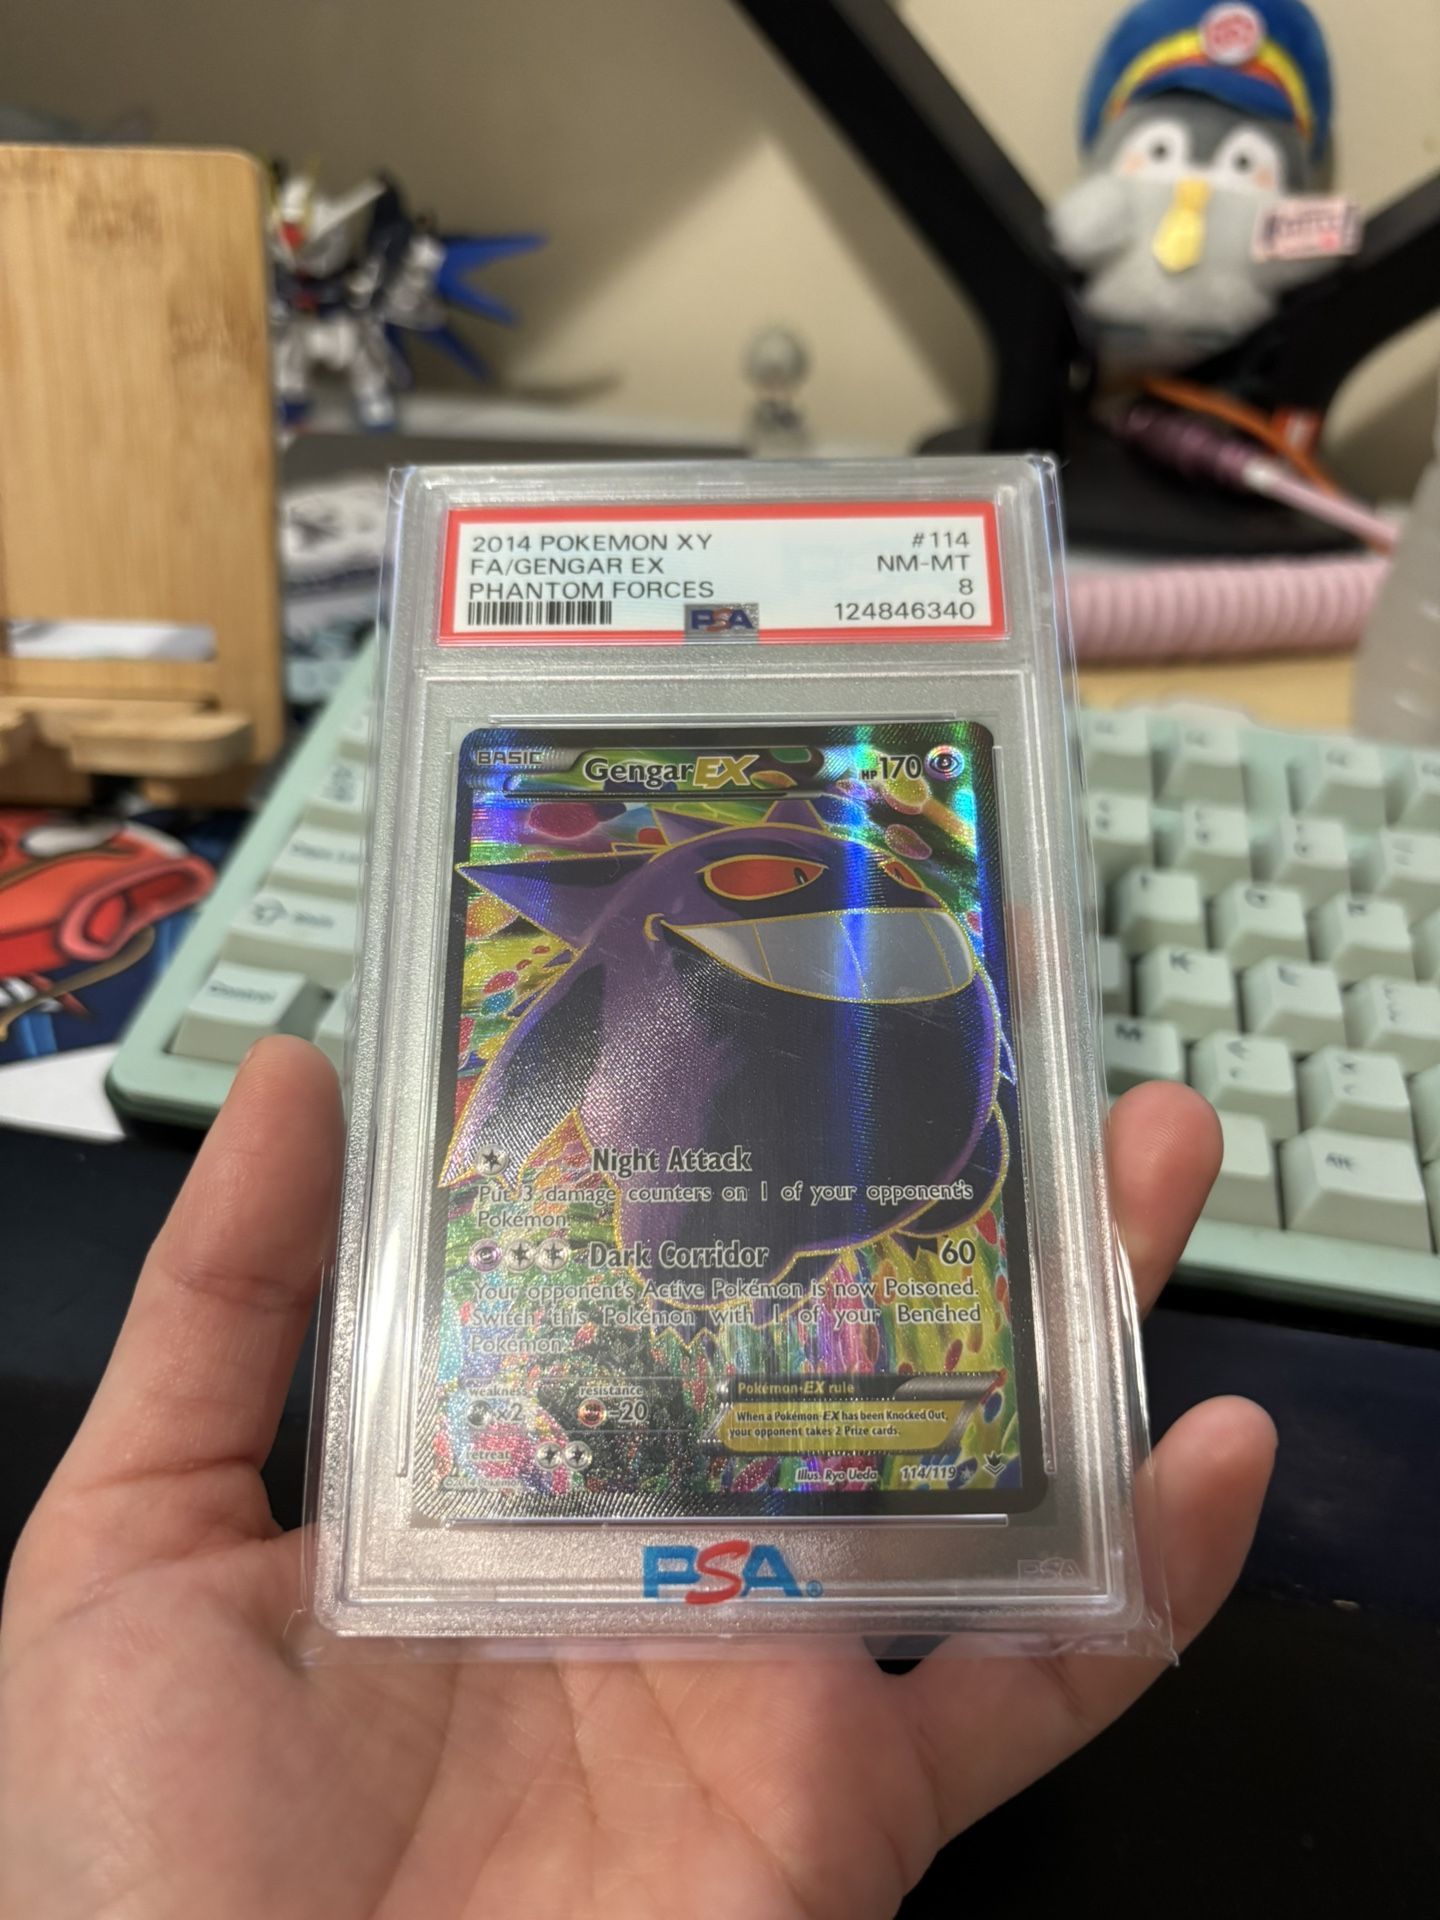 2014 POKEMON XY #114
FA/GENGAR EX NM-MT
PHANTOM FORCES 8
PSA 124846340
BASIC Gengar EX HP 170
Night Attack
Put 3 damage counters on 1 of your opponent's
Pokémon.
Dark Corridor 60
Your opponent's Active Pokémon is now Poisoned.
Switch this Pokémon with 1 of your Benched
Pokémon.
weakness resistance Pokémon-EX rule
×2 -20 When a Pokémon-EX has been Knocked Out,
your opponent takes 2 Prize cards.
retreat
Illus. Ryo Ueda 114/119
PSA®
PSA
Control
M
Alt